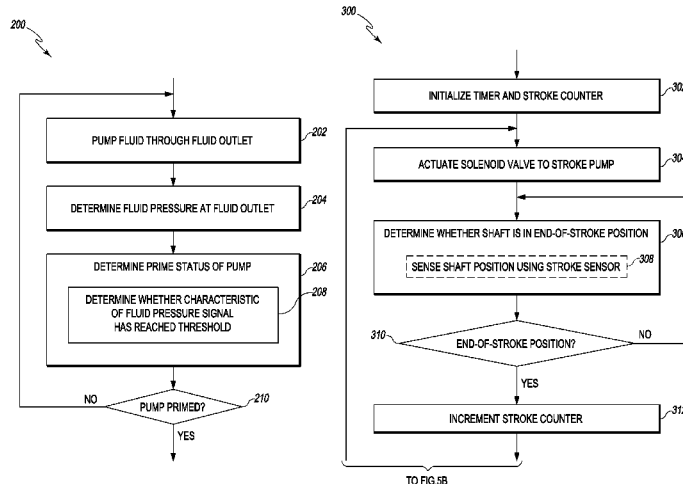 200
PUMP FLUID THROUGH FLUID OUTLET
202
DETERMINE FLUID PRESSURE AT FLUID OUTLET
204
DETERMINE PRIME STATUS OF PUMP
206
DETERMINE WHETHER CHARACTERISTIC
OF FLUID PRESSURE SIGNAL
HAS REACHED THRESHOLD
208
NO
PUMP PRIMED?
210
YES
300
INITIALIZE TIMER AND STROKE COUNTER
ACTUATE SOLENOID VALVE TO STROKE PUMP
DETERMINE WHETHER SHAFT IS IN END-OF-STROKE POSITION
SENSE SHAFT POSITION USING STROKE SENSOR
308
310
END-OF-STROKE POSITION?
NO
YES
INCREMENT STROKE COUNTER
TO FIG.5B